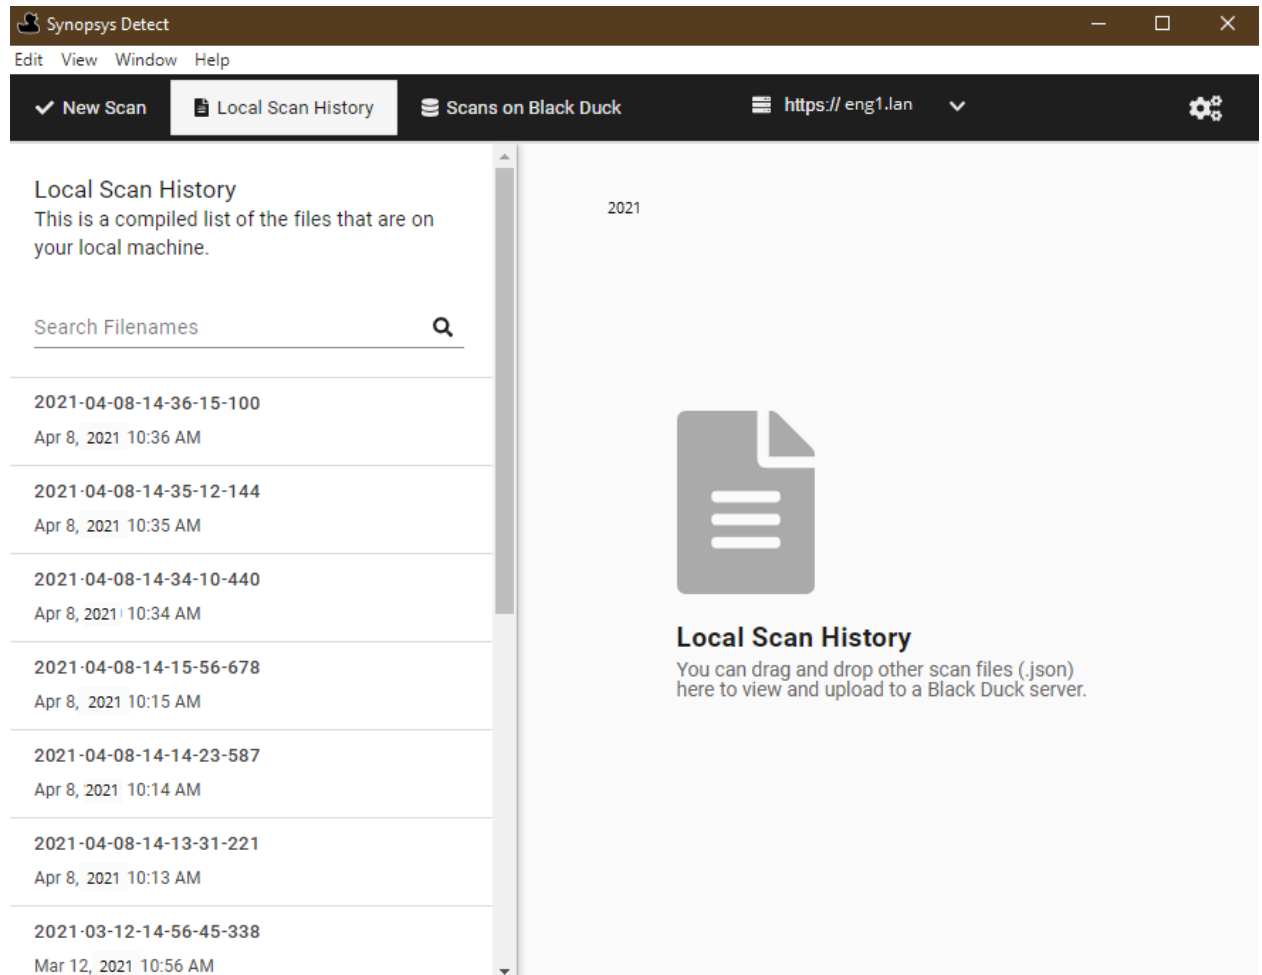 Synopsys Detect
Edit View Window Help
New Scan Local Scan History Scans on Black Duck https:// eng1.lan
Local Scan History
This is a compiled list of the files that are on
your local machine.
Search Filenames
2021-04-08-14-36-15-100
Apr 8, 2021 10:36 AM
2021-04-08-14-35-12-144
Apr 8, 2021 10:35 AM
2021-04-08-14-34-10-440
Apr 8, 2021 10:34 AM
2021-04-08-14-15-56-678
Apr 8, 2021 10:15 AM
2021-04-08-14-14-23-587
Apr 8, 2021 10:14 AM
2021-04-08-14-13-31-221
Apr 8, 2021 10:13 AM
2021-03-12-14-56-45-338
Mar 12, 2021 10:56 AM
2021
Local Scan History
You can drag and drop other scan files (.json)
here to view and upload to a Black Duck server.